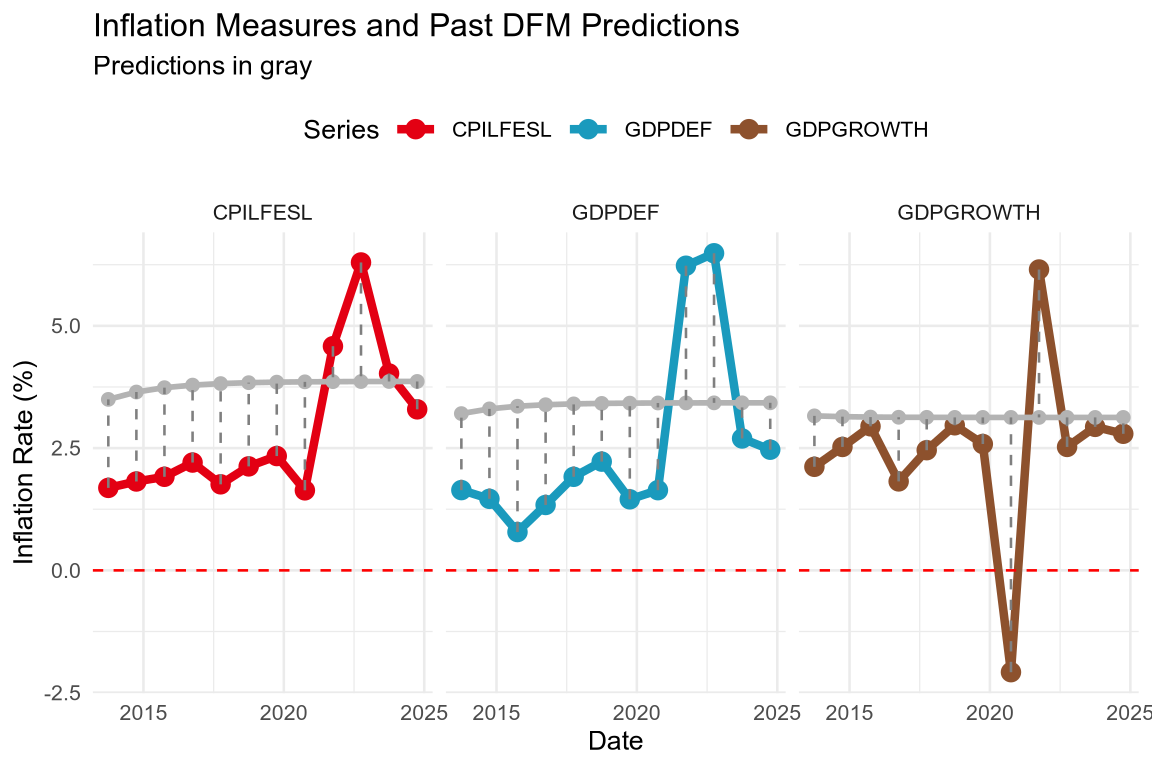 Inflation Measures and Past DFM Predictions
Predictions in gray
Series CPILFESL GDPDEF GDPGROWTH
CPILFESL GDPDEF GDPGROWTH
Inflation Rate (%)
5.0
2.5
0.0
-2.5
2015 2020 2025 2015 2020 2025 2015 2020 2025
Date